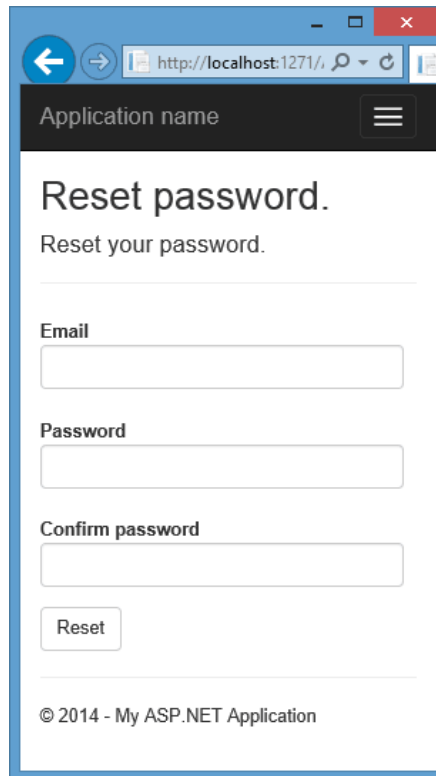 http://localhost:1271/
Application name
Reset password.
Reset your password.
Email
Password
Confirm password
Reset
© 2014 - My ASP.NET Application